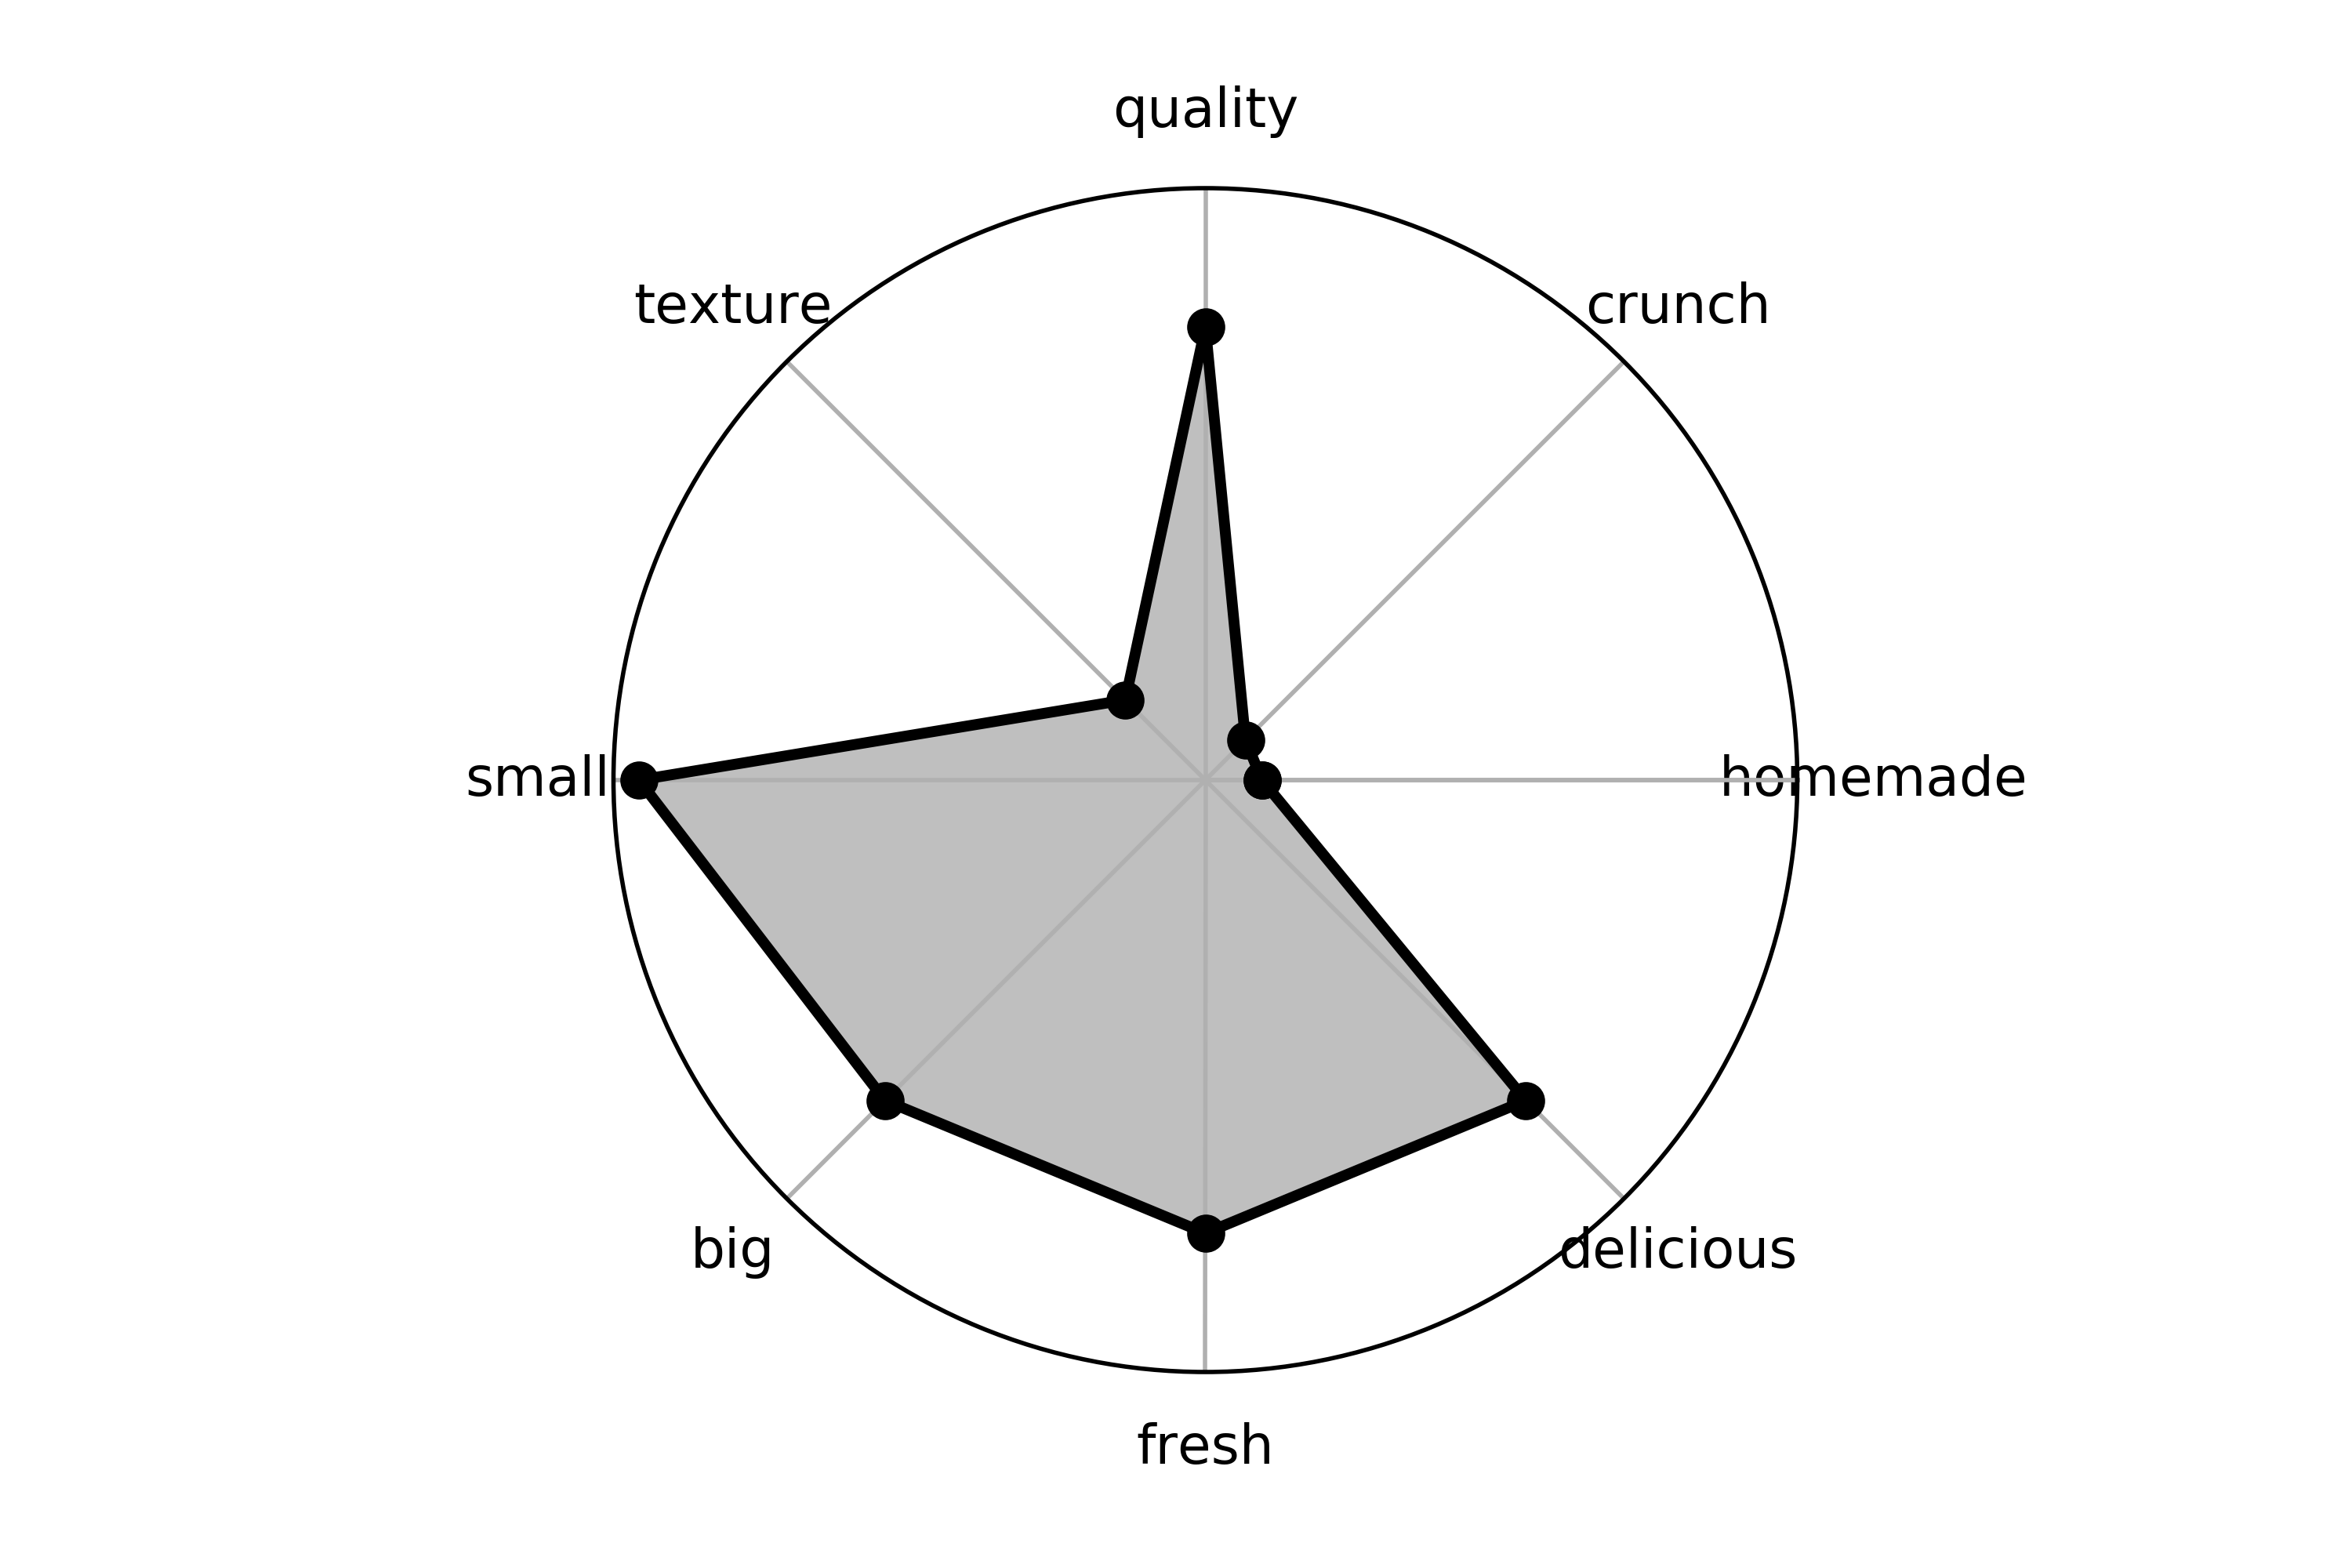 quality
texture
crunch
small
homemade
big
delicious
fresh